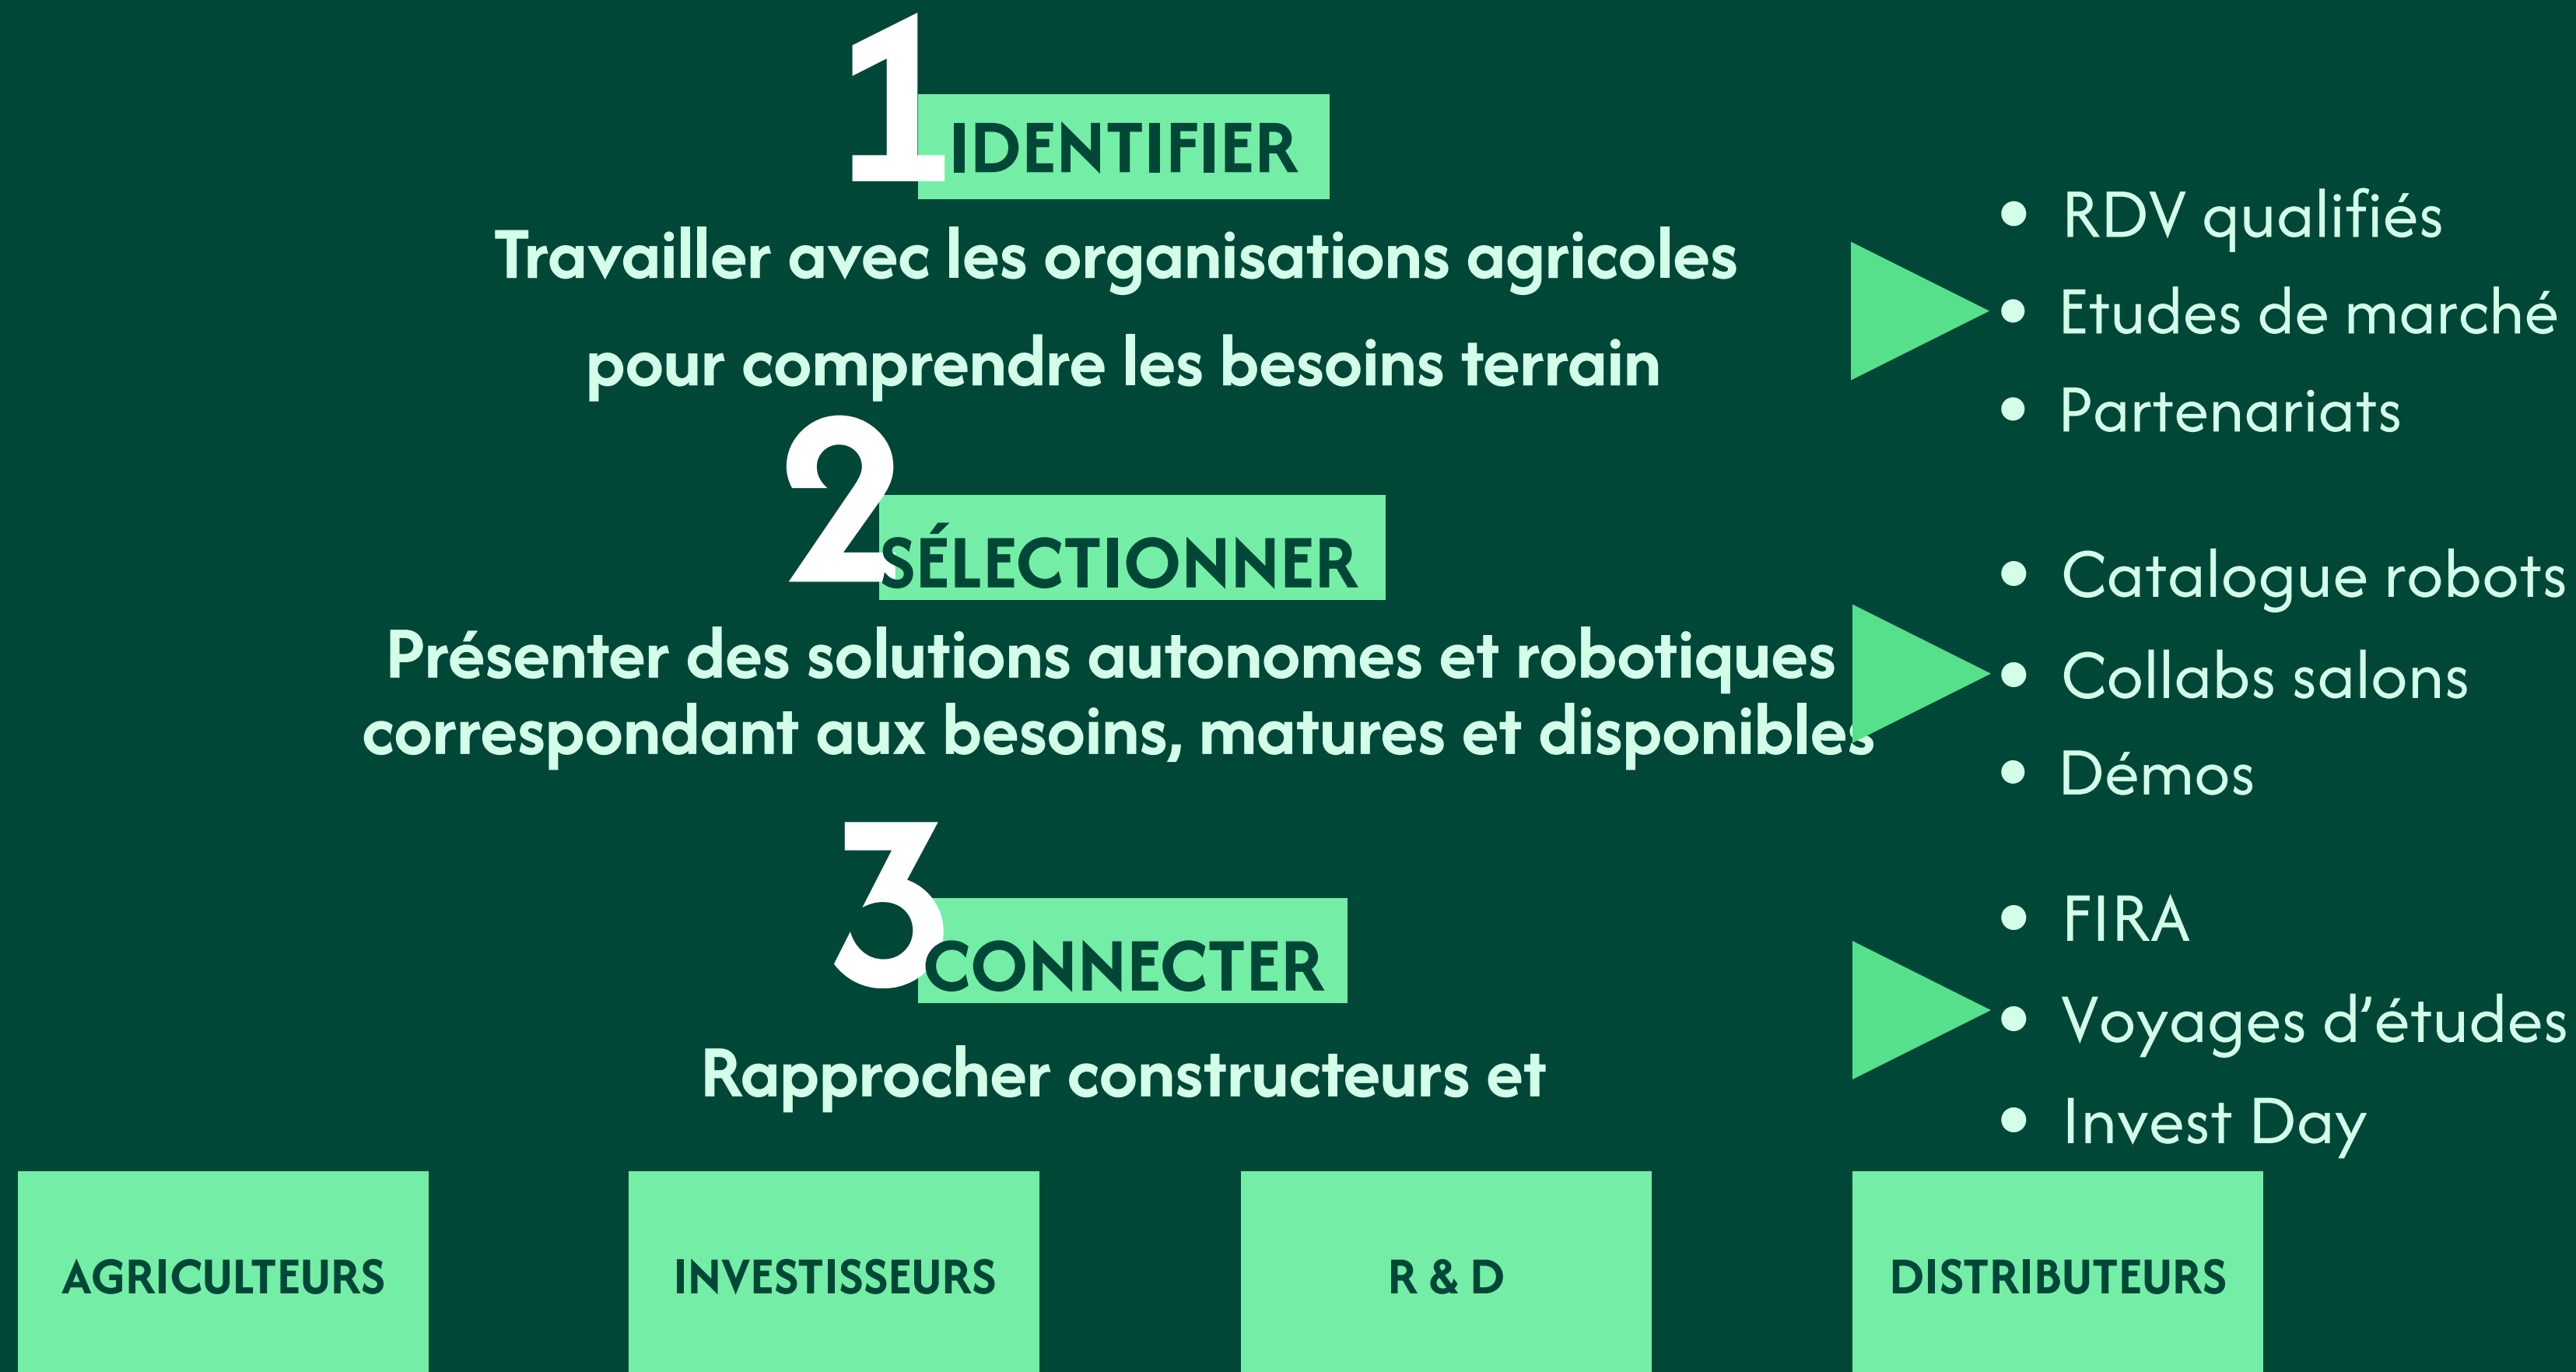 1 IDENTIFIER
Travailler avec les organisations agricoles
pour comprendre les besoins terrain
• RDV qualifiés
• Etudes de marché
• Partenariats
2 SÉLECTIONNER
Présenter des solutions autonomes et robotiques
correspondant aux besoins, matures et disponibles
• Catalogue robots
• Collabs salons
• Démos
3 CONNECTER
Rapprocher constructeurs et
• FIRA
• Voyages d’études
• Invest Day
AGRICULTEURS
INVESTISSEURS
R & D
DISTRIBUTEURS